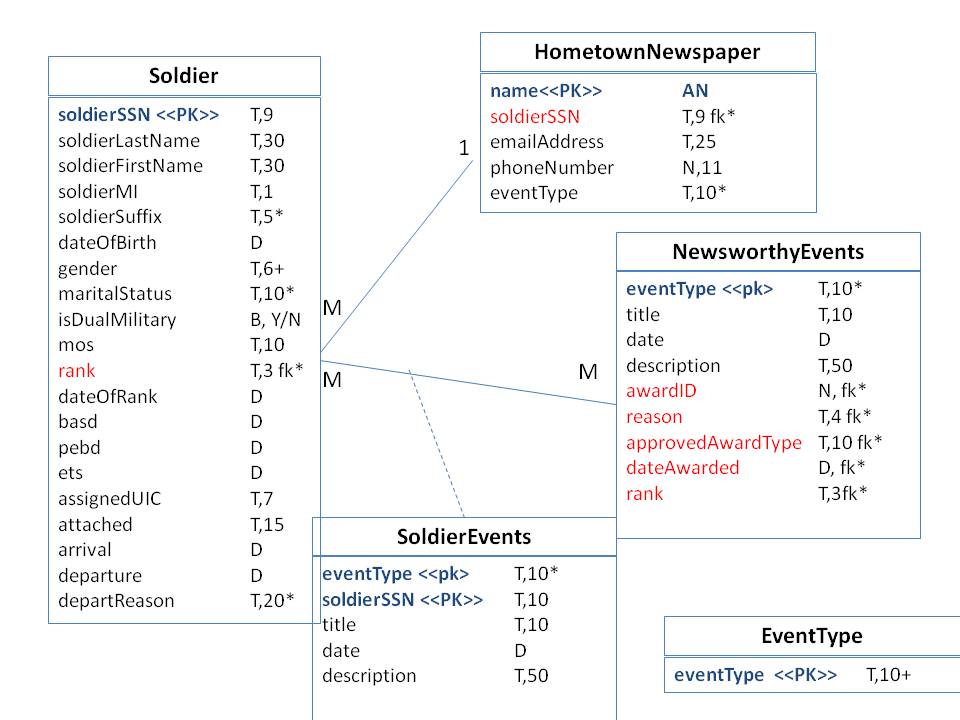 Soldier
soldierSSN <<PK>> T,9
soldierLastName T,30
soldierFirstName T,30
soldierMI T,1
soldierSuffix T,5*
dateOfBirth D
gender T,6+
maritalStatus T,10*
isDualMilitary B, Y/N
mos T,10
rank T,3 fk*
dateOfRank D
basd D
pebd D
ets D
assignedUIC T,7
attached T,15
arrival D
departure D
departReason T,20*
HometownNewspaper
name<<PK>> AN
soldierSSN T,9 fk*
emailAddress T,25
phoneNumber N,11
eventType T,10*
1
M
M
M
NewsworthyEvents
eventType <<pk> T,10*
title T,10
date D
description T,50
awardID N, fk*
reason T,4 fk*
approvedAwardType T,10 fk*
dateAwarded D, fk*
rank T,3fk*
SoldierEvents
eventType <<pk> T,10*
soldierSSN <<PK>> T,10
title T,10
date D
description T,50
EventType
eventType <<PK>> T,10+